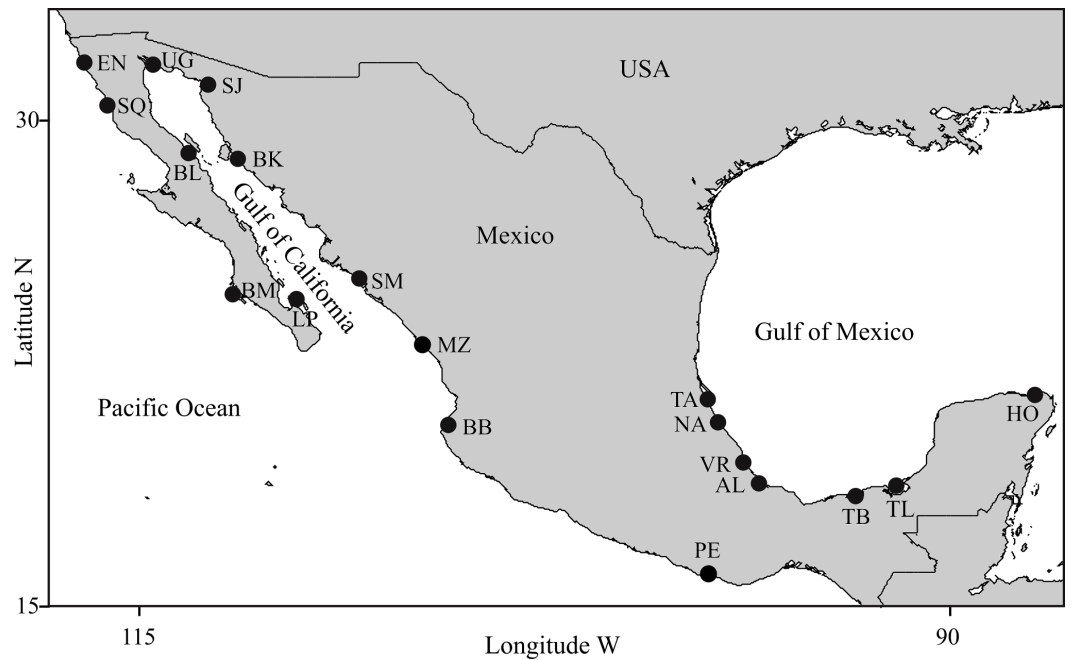 USA
EN
UG
SJ
SQ
30
BK
BL
Gulf of California
Mexico
SM
BM
LP
Latitude N
Gulf of Mexico
MZ
TA
HO
Pacific Ocean
NA
BB
VR
AL
TL
TB
PE
15
115
90
Longitude W